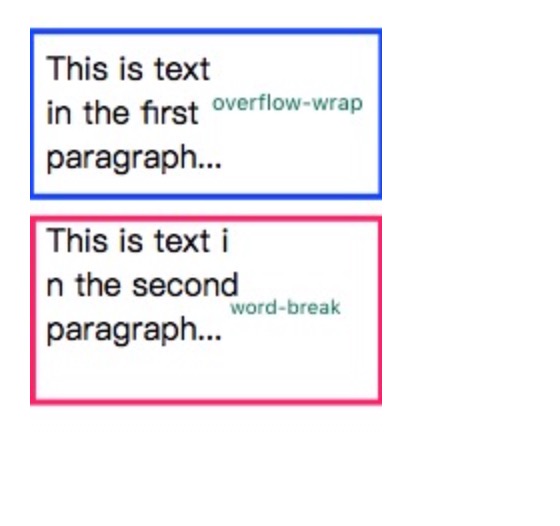 This is text
in the first
overflow-wrap
paragraph...
This is text i
n the second
word-break
paragraph...